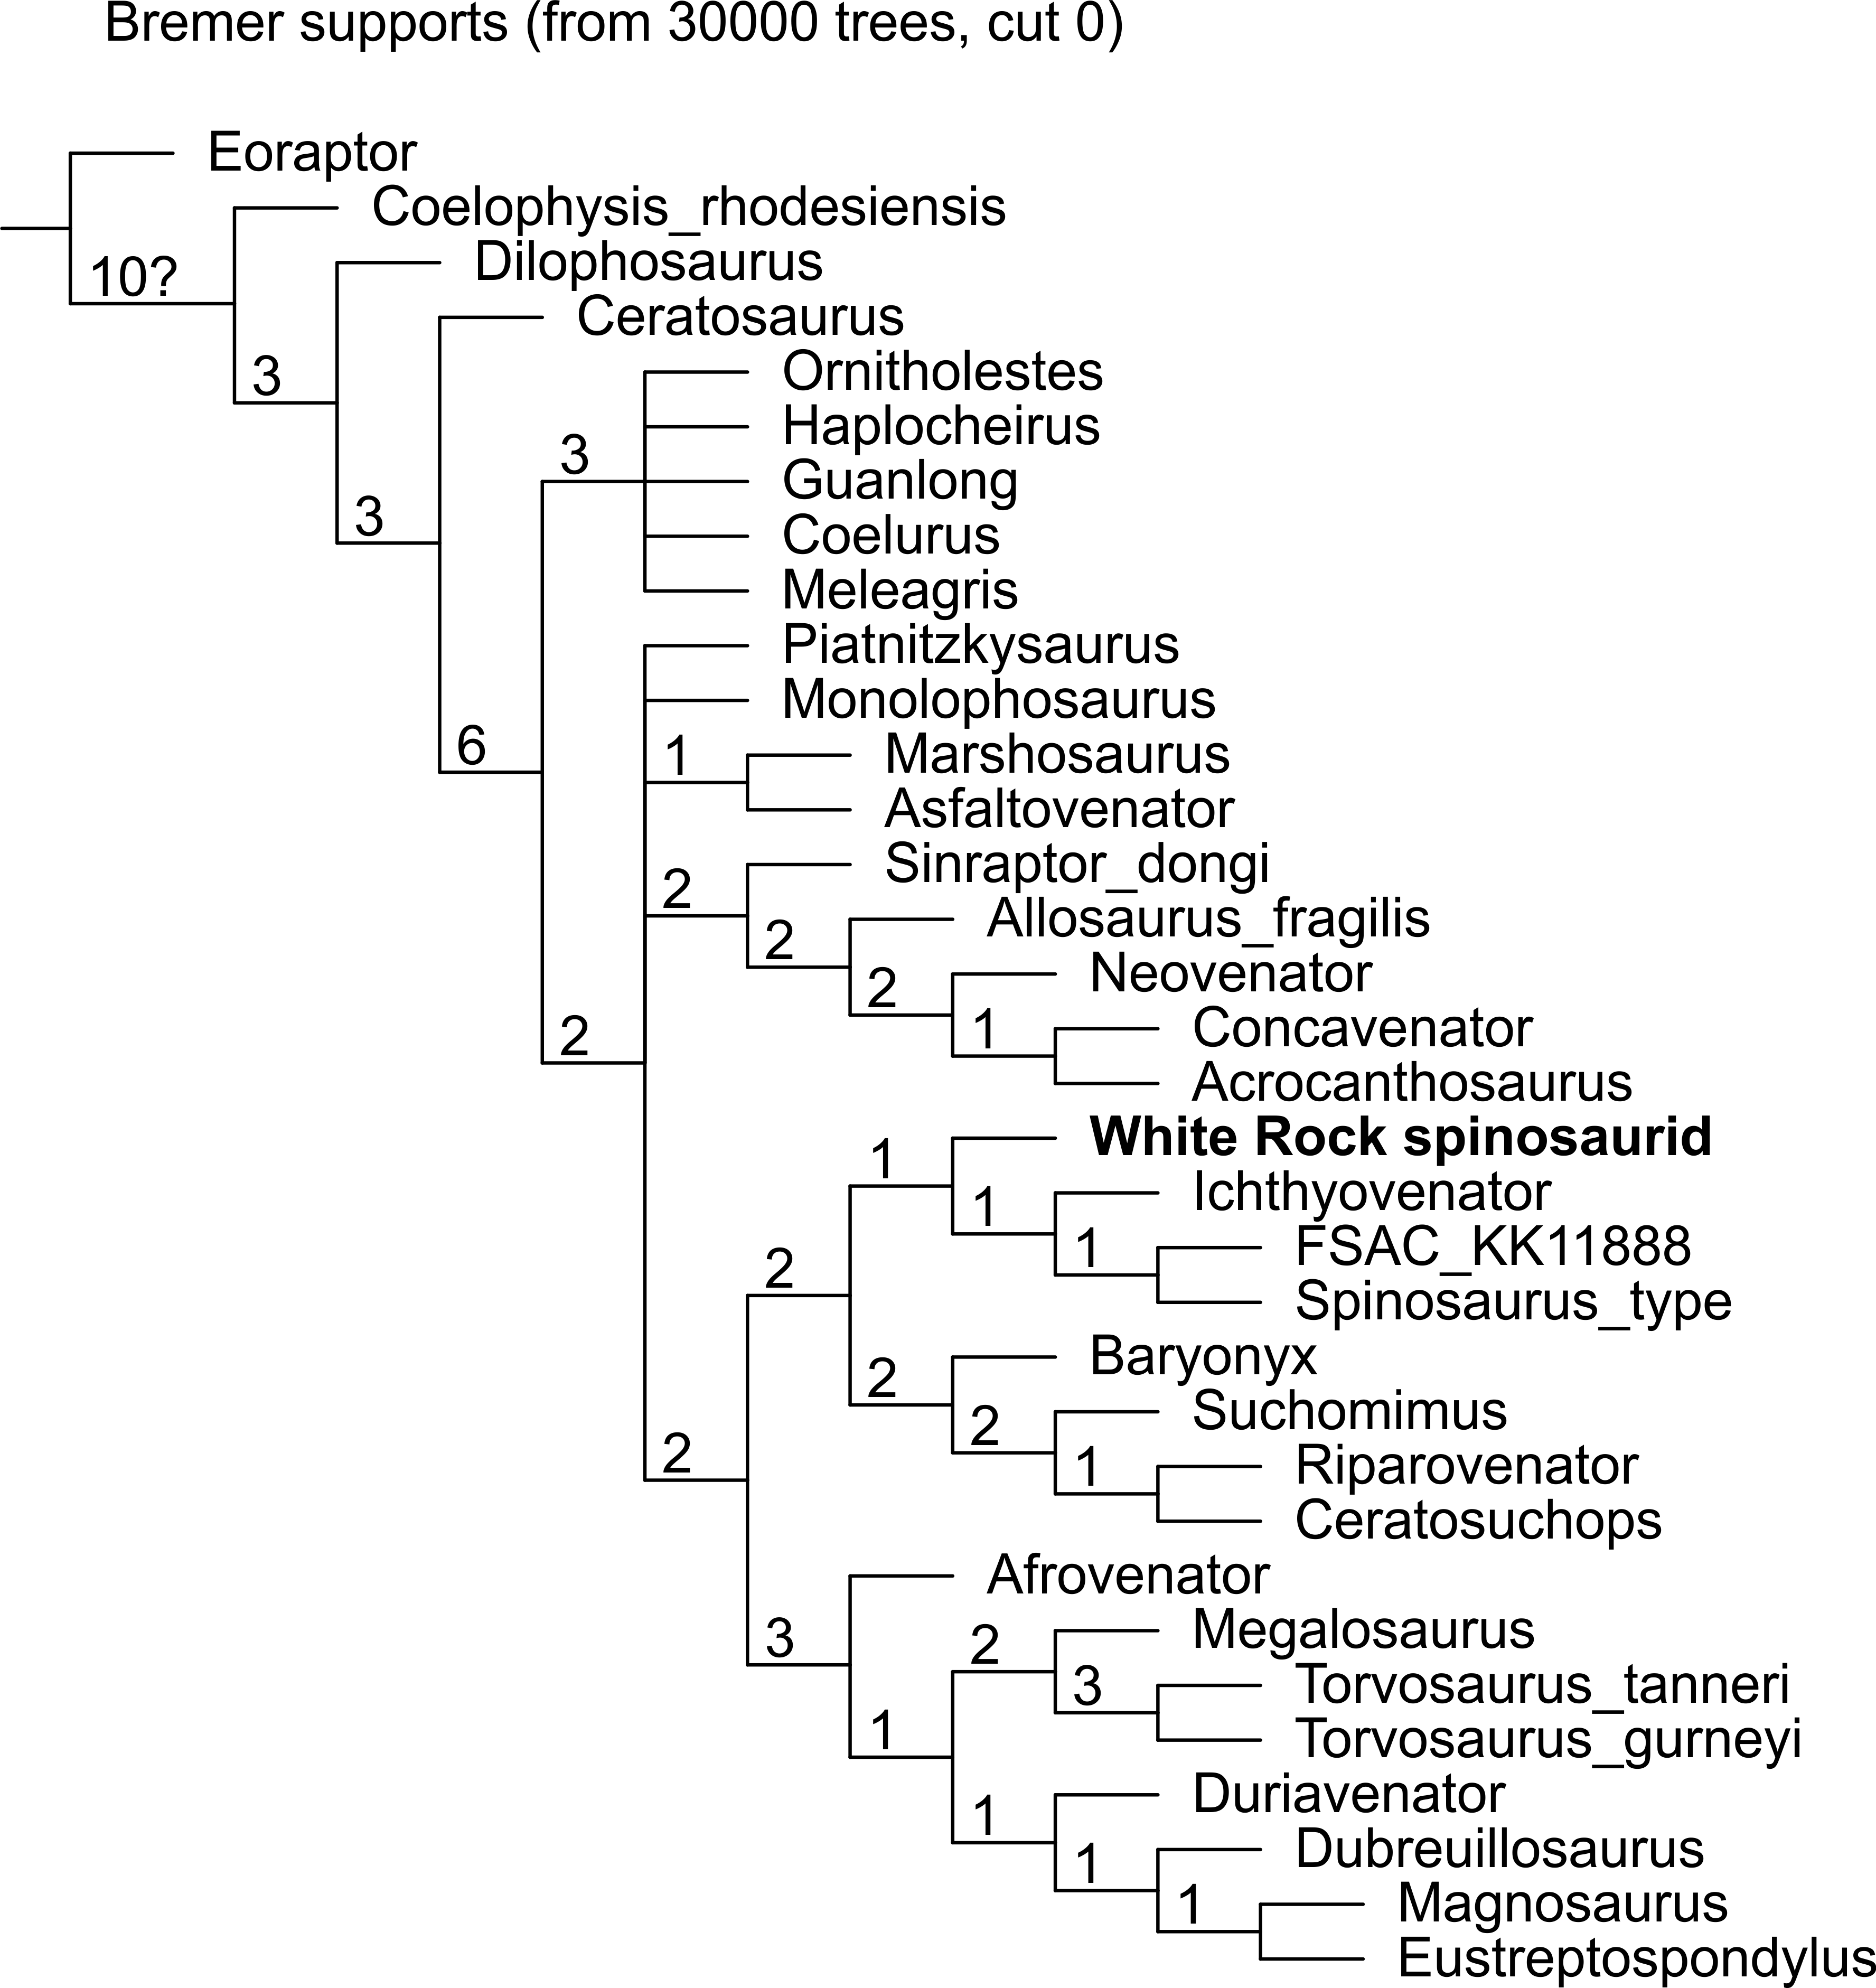 Bremer supports (from 30000 trees, cut 0)
Eoraptor
Coelophysis_rhodesiensis
Dilophosaurus
10?
Ceratosaurus
Ornitholestes
3
Haplocheirus
3
Guanlong
3
Coelurus
Meleagris
Piatnitzkysaurus
Monolophosaurus
6
1
Marshosaurus
Asfaltovenator
2
Sinraptor_dongi
2
Allosaurus_fragilis
2
Neovenator
2
1
Concavenator
Acrocanthosaurus
1
White Rock spinosaurid
1
Ichthyovenator
2
1
FSAC_KK11888
Spinosaurus_type
2
Baryonyx
2
2
Suchomimus
1
Riparovenator
Ceratosuchops
Afrovenator
3
2
Megalosaurus
1
3
Torvosaurus_tanneri
Torvosaurus_gurneyi
1
Duriavenator
1
Dubreuillosaurus
1
Magnosaurus
Eustreptospondylus